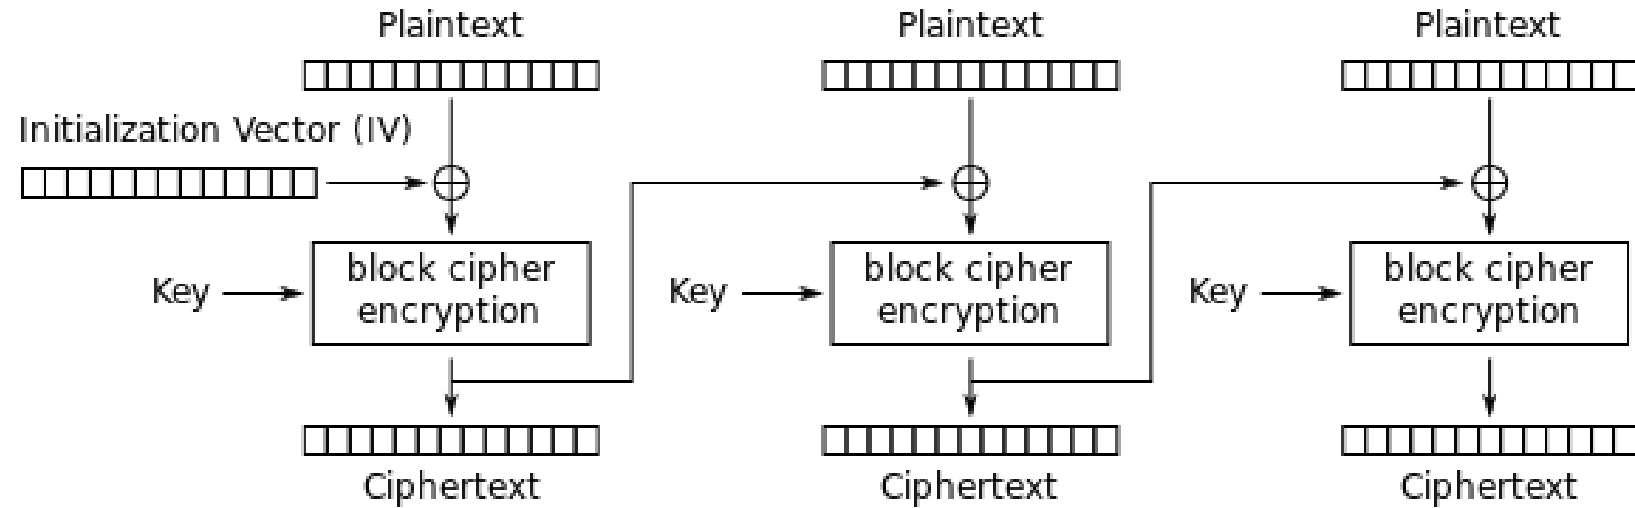 Plaintext
Plaintext
Plaintext
Initialization Vector (IV)
Key
block cipher
encryption
Key
block cipher
encryption
Key
block cipher
encryption
Ciphertext
Ciphertext
Ciphertext